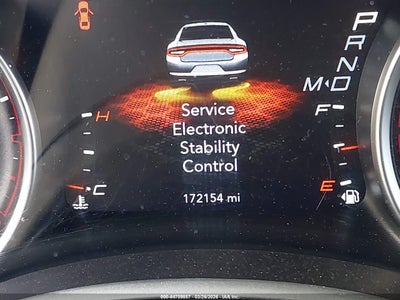 P
R
N
M D
H
F
Service
Electronic
Stability
Control
C
E
172154 mi